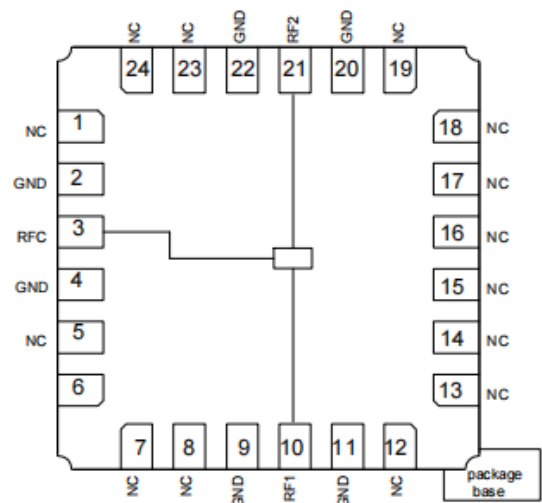 NC NC GND RF2 GND NC
24 23 22 21 20 19
NC 1
GND 2
RFC 3
GND 4
NC 5
6
18 NC
17 NC
16 NC
15 NC
14 NC
13 NC
7 8 9 10 11 12
NC NC GND RF1 GND NC
package
base